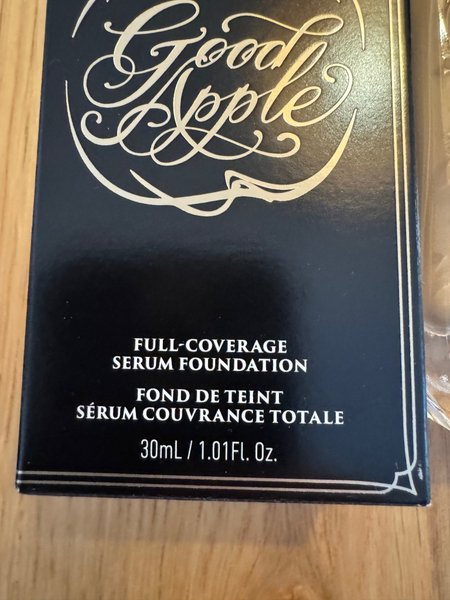 Good
Apple
FULL-COVERAGE
SERUM FOUNDATION
FOND DE TEINT
SÉRUM COUVRANCE TOTALE
30mL / 1.01FL. Oz.